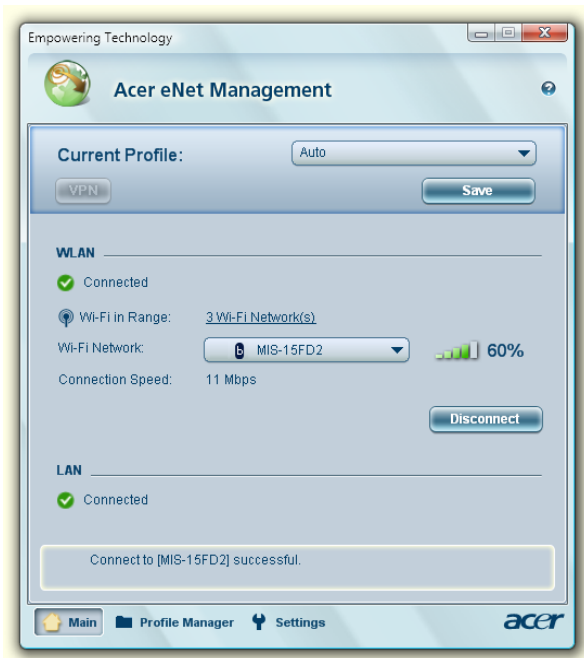 Empowering Technology
Acer eNet Management
Current Profile:
Auto
VPN
Save
WLAN
Connected
Wi-Fi in Range:
3 Wi-Fi Network(s)
Wi-Fi Network:
b MIS-15FD2
60%
Connection Speed:
11 Mbps
Disconnect
LAN
Connected
Connect to [MIS-15FD2] successful.
Main
Profile Manager
Settings
acer